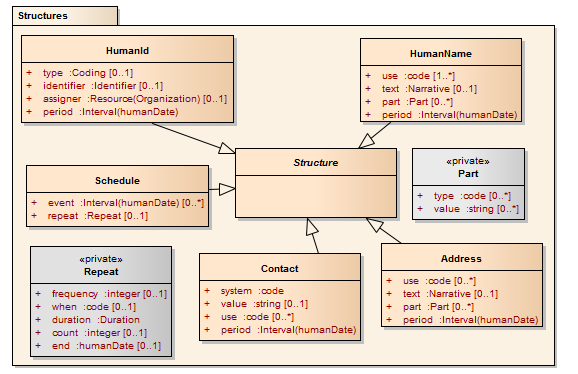 Structures
HumanId
+ type :Coding [0..1]
+ identifier :Identifier [0..1]
+ assigner :Resource(Organization) [0..1]
+ period :Interval(humanDate)
HumanName
+ use :code [1..*]
+ text :Narrative [0..1]
+ part :Part [0..*]
+ period :Interval(humanDate)
Structure
«private»
Part
+ type :code [0..*]
+ value :string [0..*]
Schedule
+ event :Interval(humanDate) [0..*]
+ repeat :Repeat [0..1]
«private»
Repeat
+ frequency :integer [0..1]
+ when :code [0..1]
+ duration :Duration
+ count :integer [0..1]
+ end :humanDate [0..1]
Contact
+ system :code
+ value :string [0..1]
+ use :code [0..*]
+ period :Interval(humanDate)
Address
+ use :code [0..*]
+ text :Narrative [0..1]
+ part :Part [0..*]
+ period :Interval(humanDate)